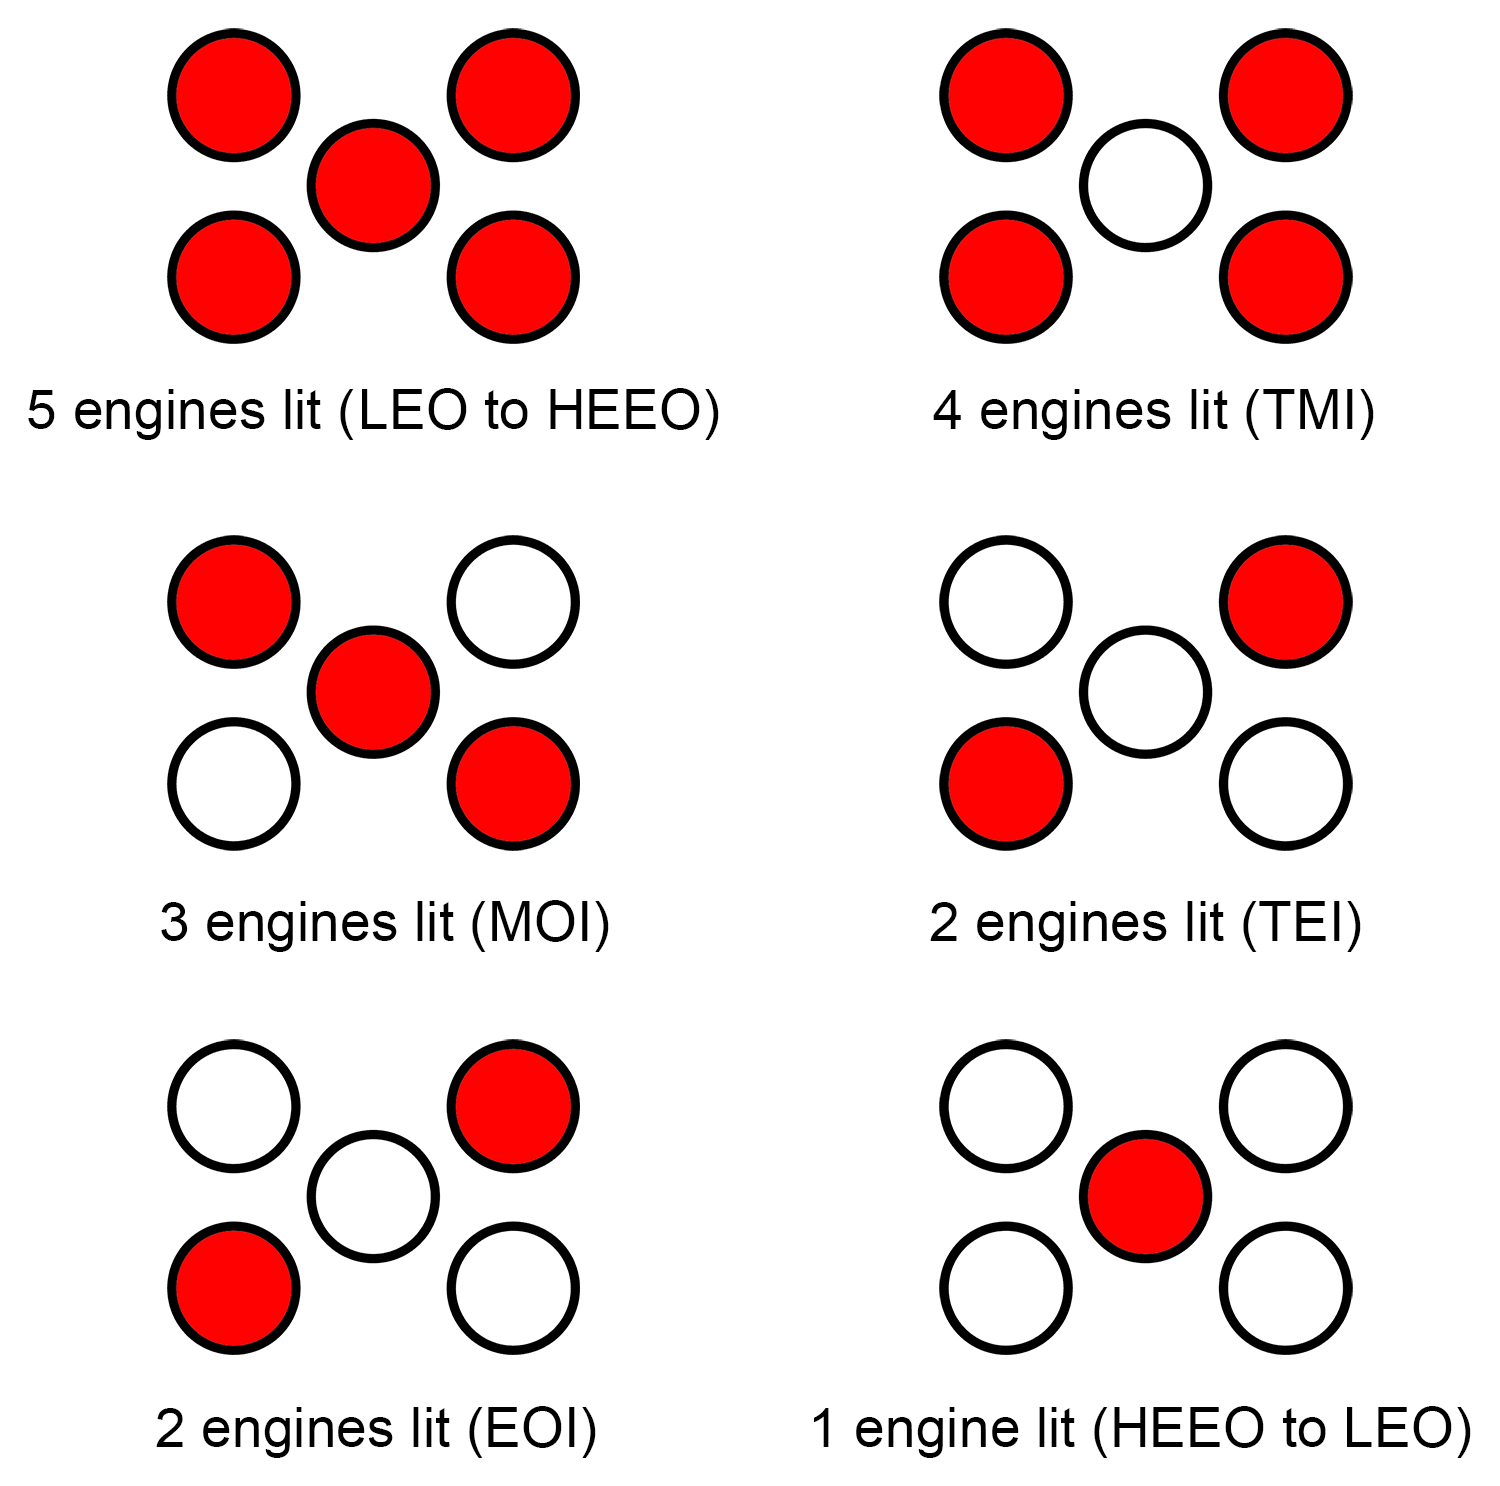 5 engines lit (LEO to HEEO)
4 engines lit (TMI)
3 engines lit (MOI)
2 engines lit (TEI)
2 engines lit (EOI)
1 engine lit (HEEO to LEO)